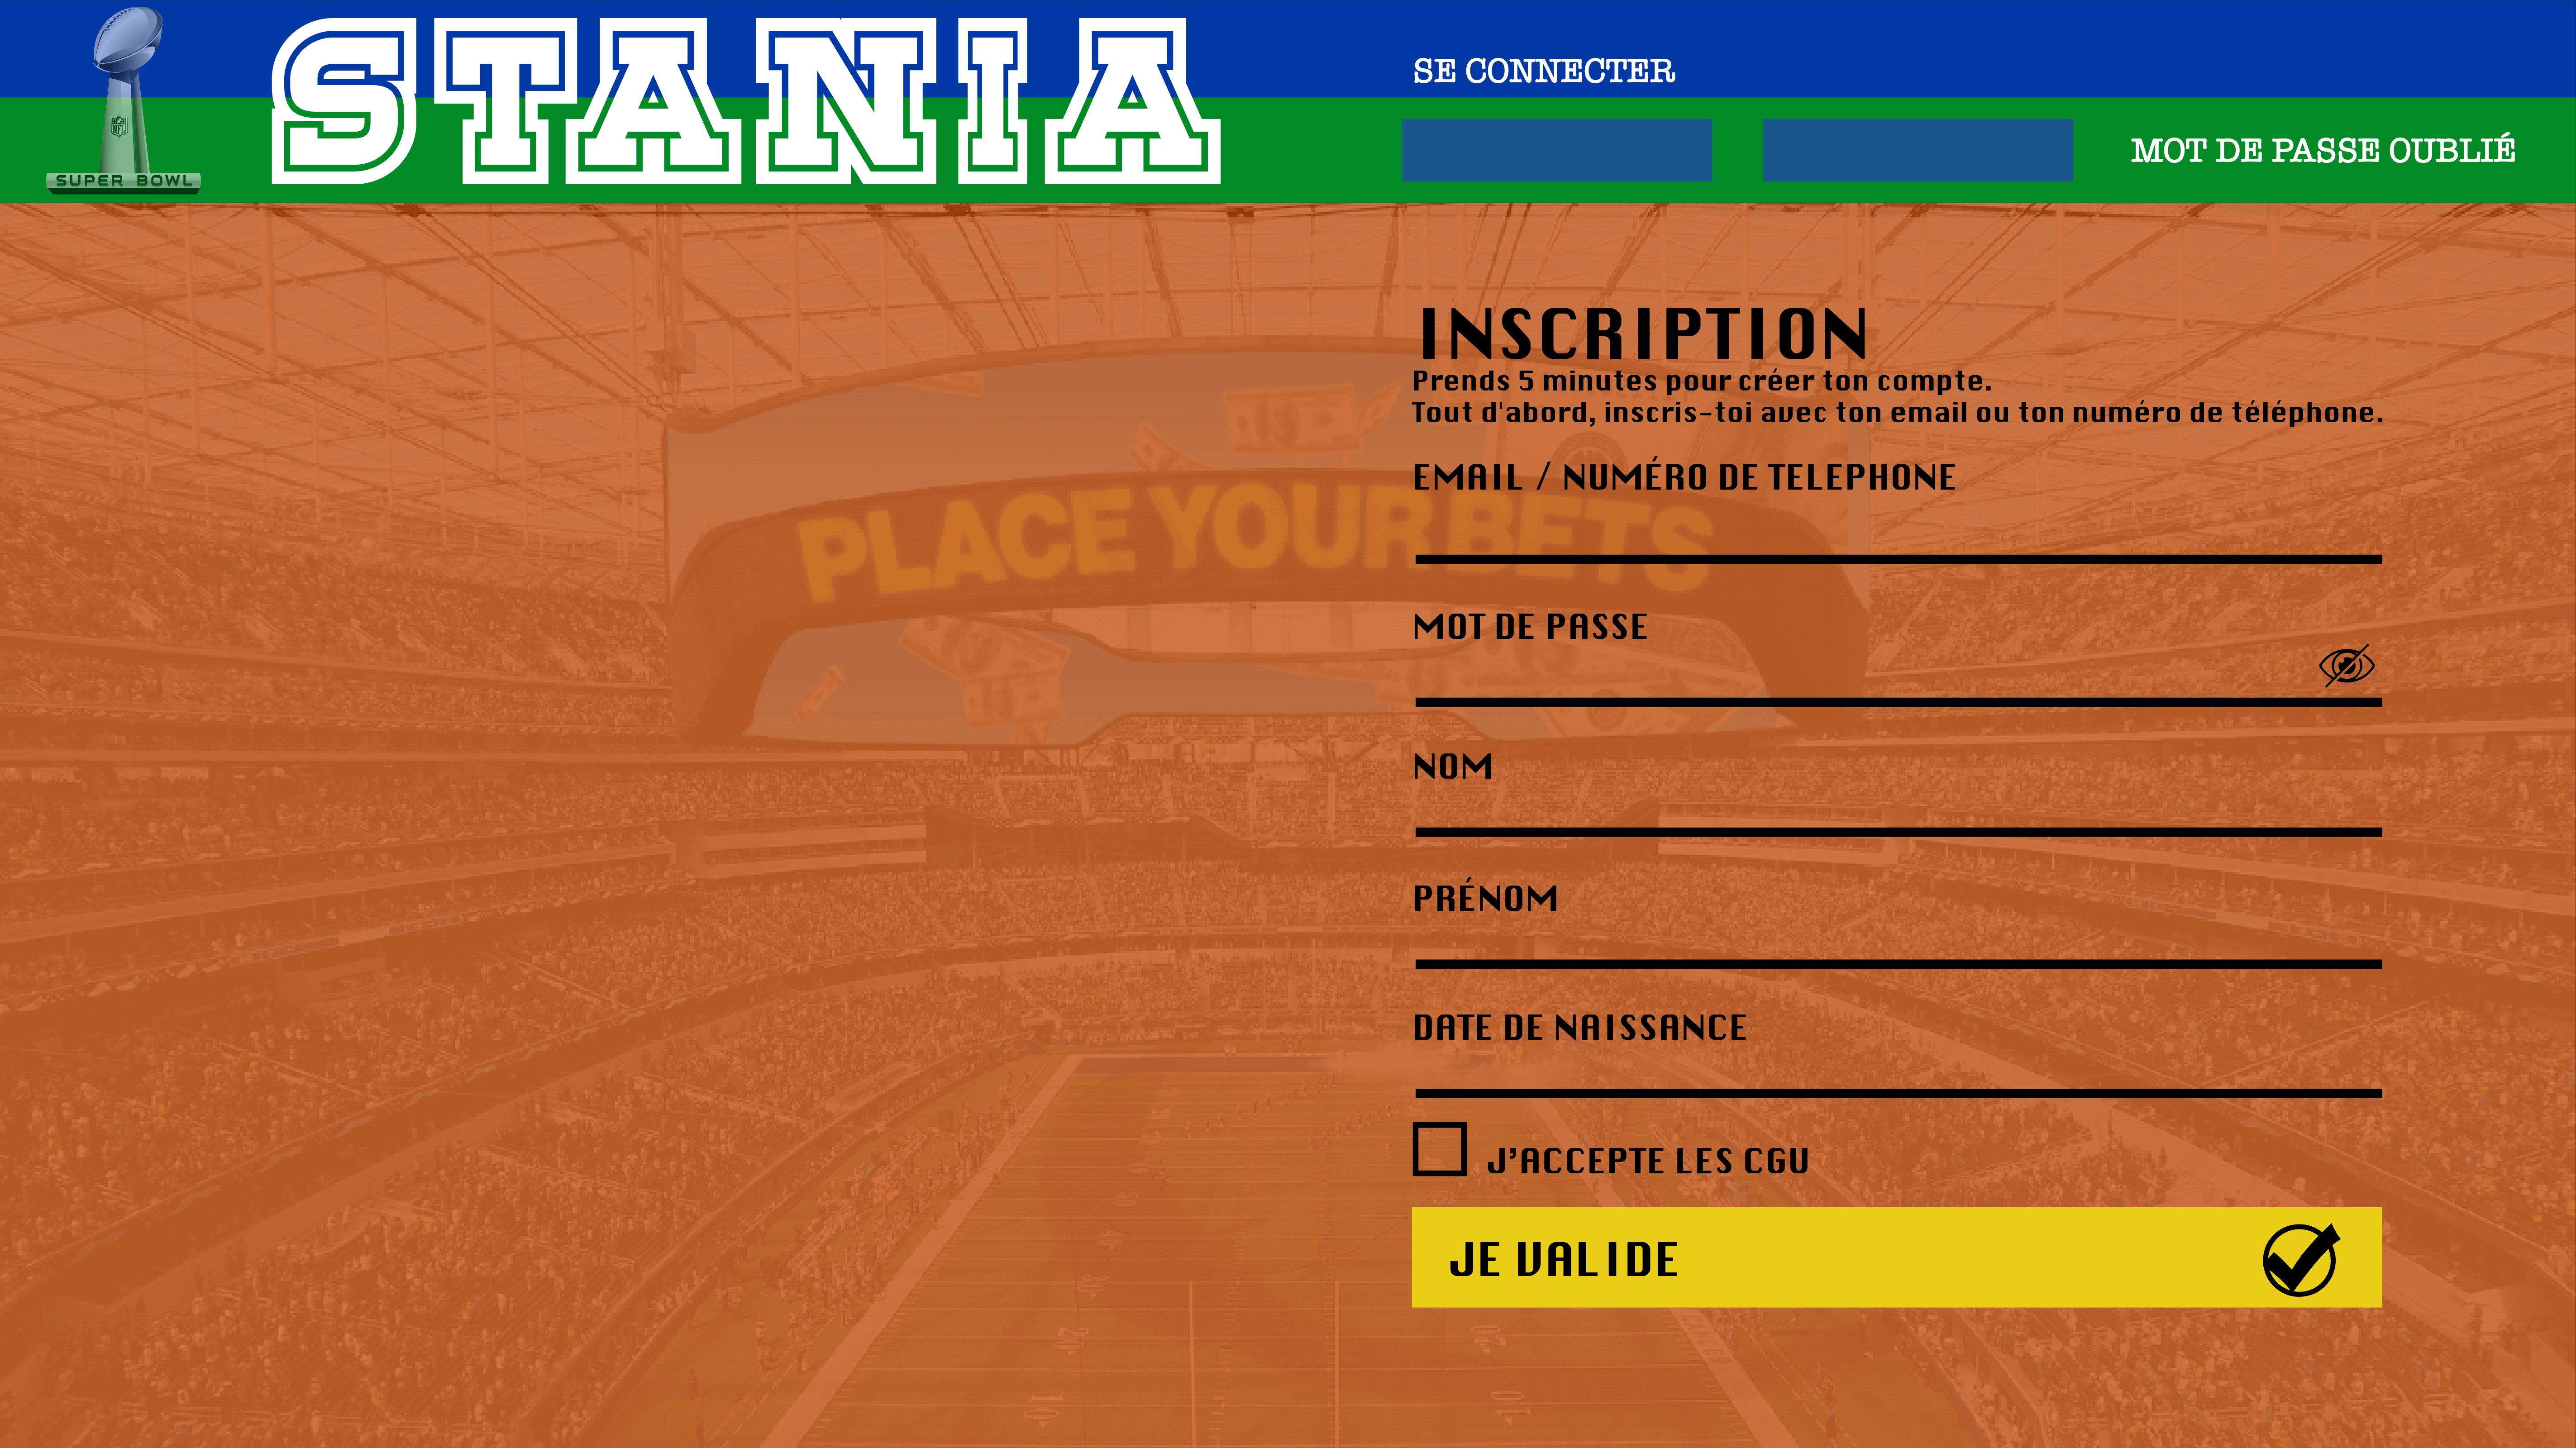 STANIA
NFL
SUPER BOWL
SE CONNECTER
MOT DE PASSE OUBLIÉ
INSCRIPTION
Prends 5 minutes pour créer ton compte.
Tout d'abord, inscris-toi avec ton email ou ton numéro de téléphone.
EMAIL / NUMÉRO DE TELEPHONE
PLACE YOUR BETS
MOT DE PASSE
NOM
PRÉNOM
DATE DE NAISSANCE
J'ACCEPTE LES CGU
JE VALIDE